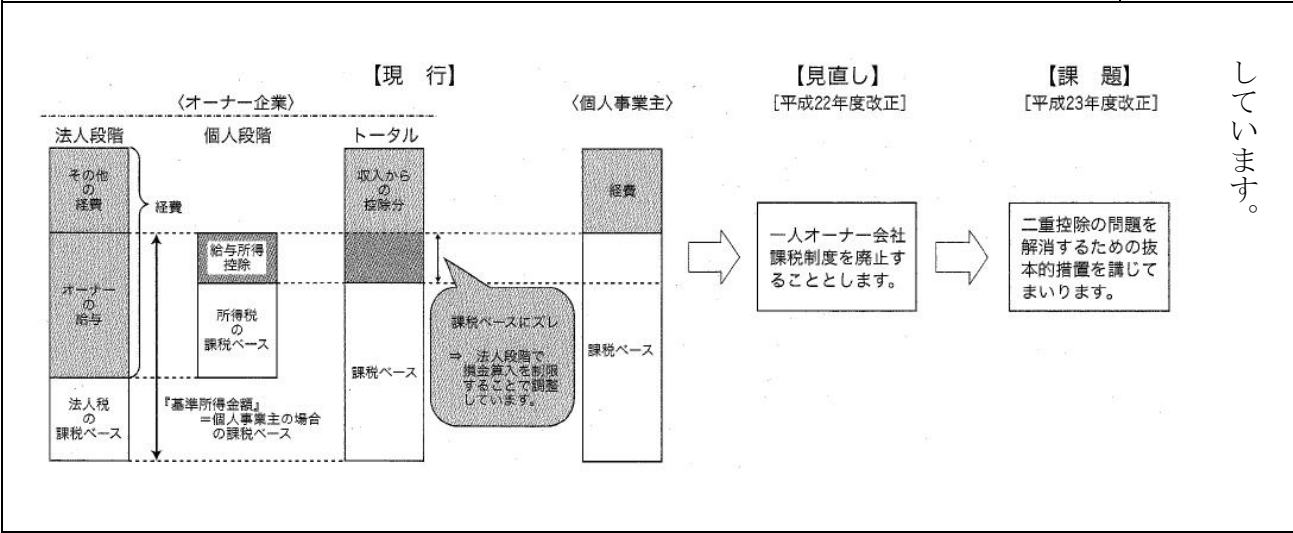 しています。
【現　行】
〈オーナー企業〉
法人段階
個人段階
トータル
その他
の
経費
オーナー
の
給与
法人税
の
課税ベース
経費
給与所得
控除
所得税
の
課税ベース
『基準所得金額』
＝個人事業主の場合
の課税ベース
収入から
の
控除分
課税ベース
課税ベースにズレ
⇒　法人段階で
損金算入を制限
することで調整
しています。
〈個人事業主〉
経費
課税ベース
【見直し】
［平成22年度改正］
一人オーナー会社
課税制度を廃止す
ることとします。
【課　題】
［平成23年度改正］
二重控除の問題を
解消するための抜
本的措置を講じて
まいります。